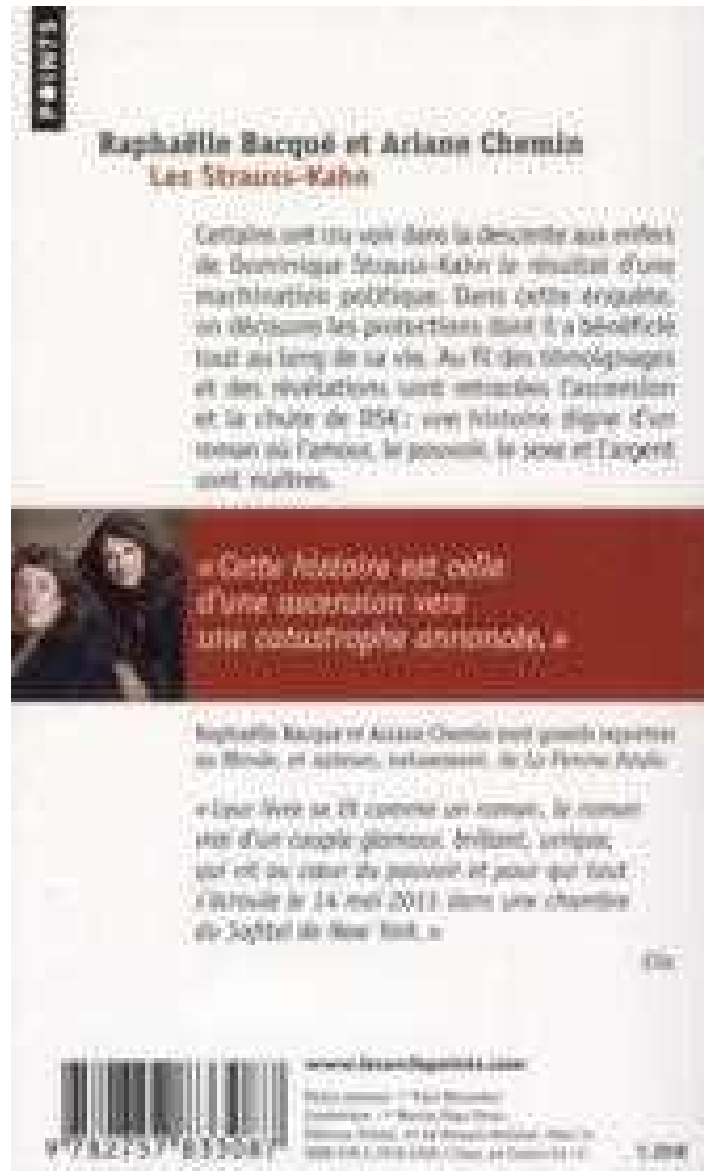 POINTS
Raphaëlle Bacqué et Ariane Chemin
Les Strauss-Kahn
Certains ont cru voir dans la descente aux enfers
de Dominique Strauss-Kahn le résultat d'une
machination politique. Dans cette enquête,
on découvre les protections dont il a bénéficié
tout au long de sa vie. Au fil des témoignages
et des révélations sont retracées l'ascension
et la chute de DSK : une histoire digne d'un
roman où l'amour, le pouvoir, le sexe et l'argent
sont maîtres.
« Cette histoire est celle
d'une ascension vers
une catastrophe annoncée. »
Raphaëlle Bacqué et Ariane Chemin sont grands reporters
au Monde, et auteurs, notamment, de La Femme fatale.
« Leur livre se lit comme un roman, le roman
vrai d'un couple glamour, brillant, unique,
qui vit au cœur du pouvoir et pour qui tout
s'écroule le 14 mai 2011 dans une chambre
du Sofitel de New York. »
Elle
www.lecerclepoints.com
9 782757 833087